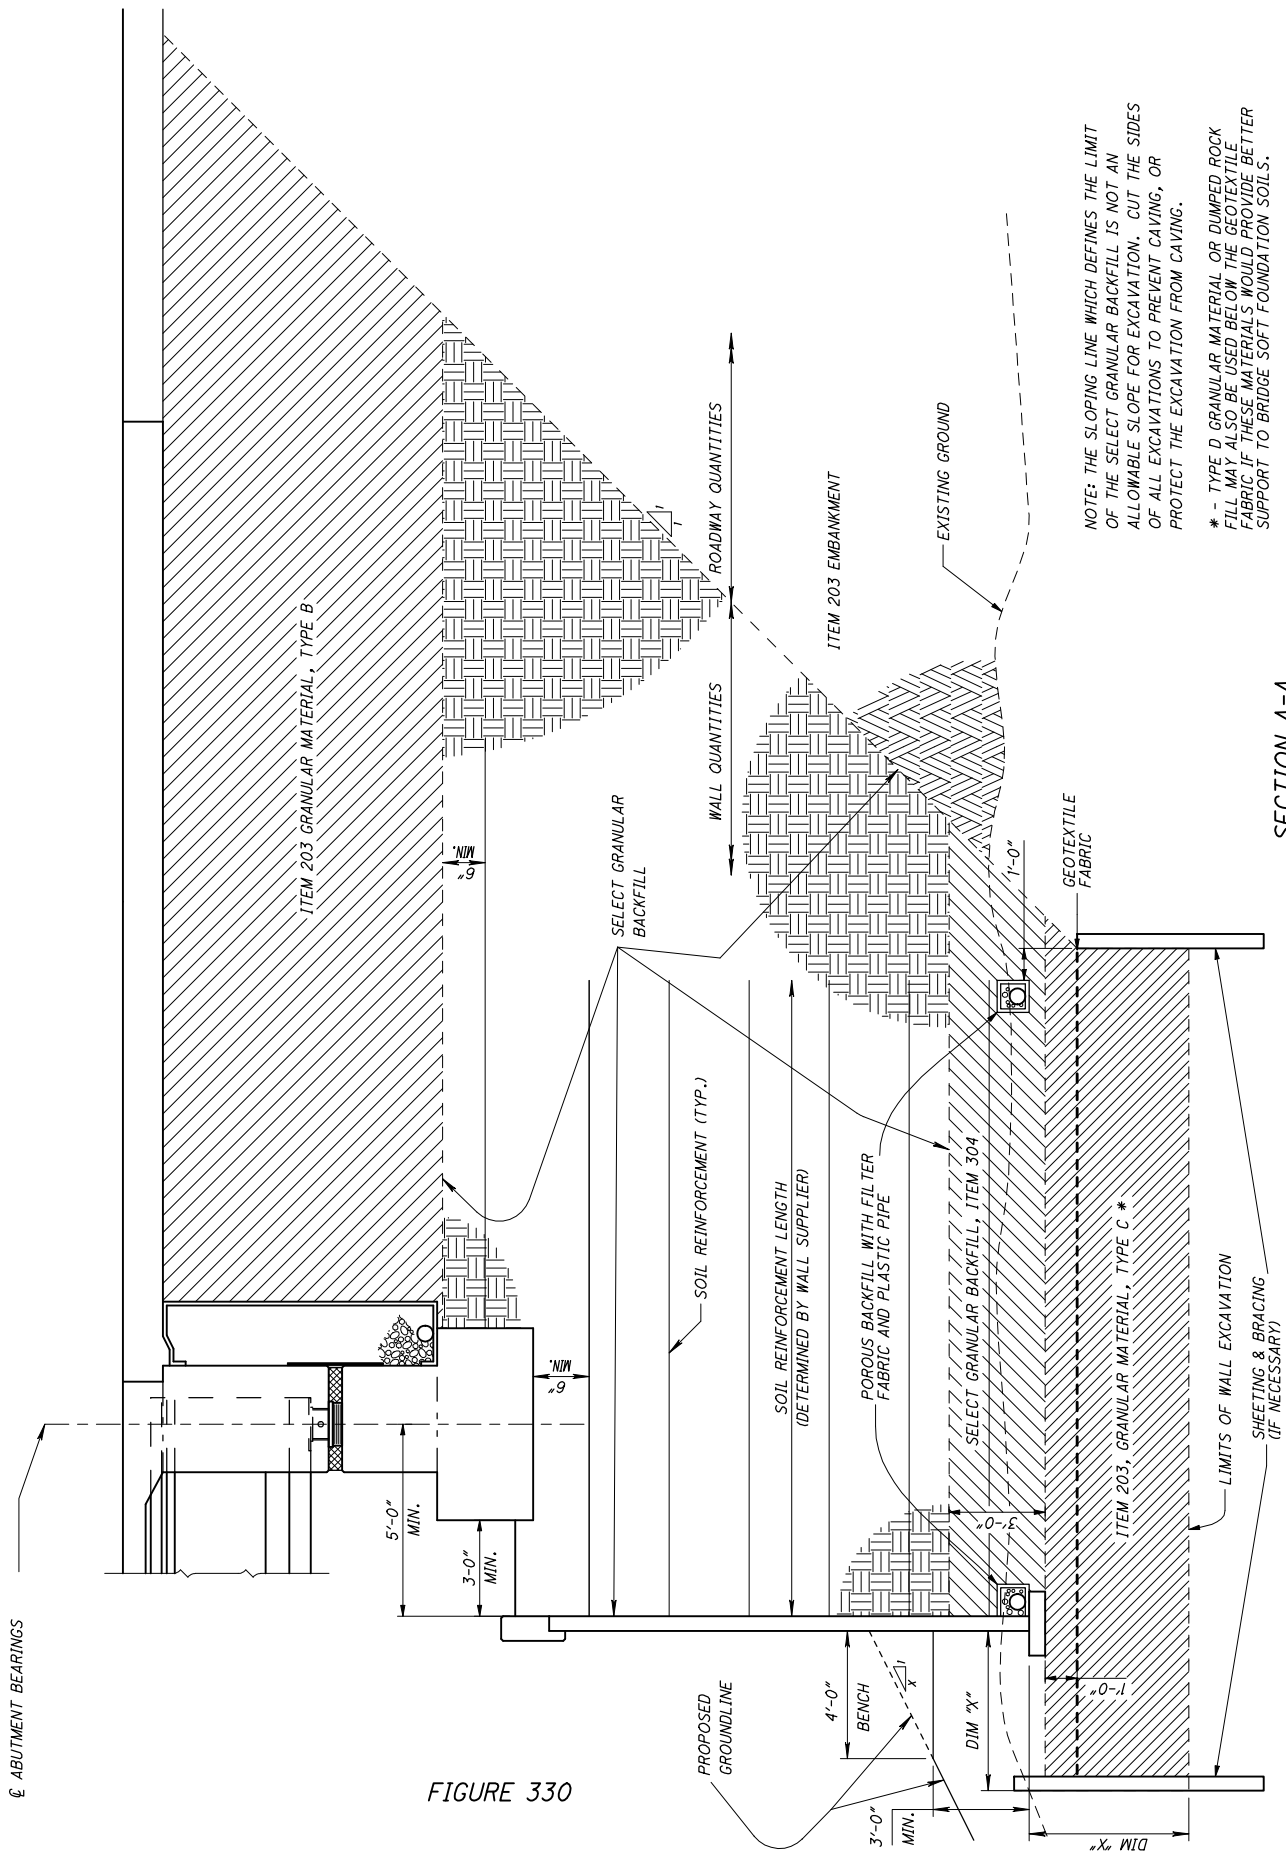 ℄ ABUTMENT BEARINGS
ITEM 203 GRANULAR MATERIAL, TYPE B
5'-0"
MIN.
3-0"
MIN.
6"
MIN.
6"
MIN.
SELECT GRANULAR
BACKFILL
WALL QUANTITIES
ROADWAY QUANTITIES
1
1
SOIL REINFORCEMENT (TYP.)
SOIL REINFORCEMENT LENGTH
(DETERMINED BY WALL SUPPLIER)
ITEM 203 EMBANKMENT
EXISTING GROUND
PROPOSED
GROUNDLINE
4'-0"
BENCH
X
1
3'-0"
MIN.
DIM "X"
POROUS BACKFILL WITH FILTER
FABRIC AND PLASTIC PIPE
SELECT GRANULAR BACKFILL, ITEM 304
3'-0"
1'-0"
GEOTEXTILE
FABRIC
1'-0"
ITEM 203, GRANULAR MATERIAL, TYPE C *
DIM "X"
LIMITS OF WALL EXCAVATION
SHEETING & BRACING
(IF NECESSARY)
NOTE: THE SLOPING LINE WHICH DEFINES THE LIMIT
OF THE SELECT GRANULAR BACKFILL IS NOT AN
ALLOWABLE SLOPE FOR EXCAVATION. CUT THE SIDES
OF ALL EXCAVATIONS TO PREVENT CAVING, OR
PROTECT THE EXCAVATION FROM CAVING.
* - TYPE D GRANULAR MATERIAL OR DUMPED ROCK
FILL MAY ALSO BE USED BELOW THE GEOTEXTILE
FABRIC IF THESE MATERIALS WOULD PROVIDE BETTER
SUPPORT TO BRIDGE SOFT FOUNDATION SOILS.
SECTION A-A
FIGURE 330